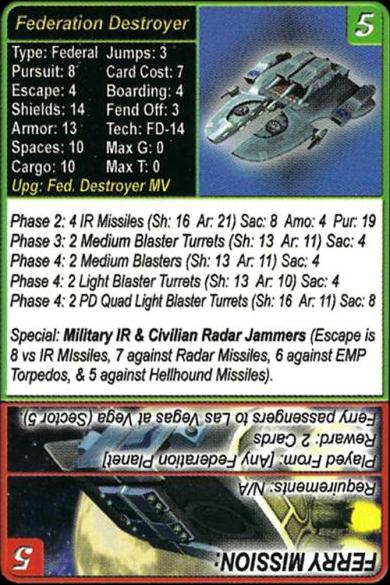 Federation Destroyer
5
Type: Federal Jumps: 3
Pursuit: 8 Card Cost: 7
Escape: 4 Boarding: 4
Shields: 14 Fend Off: 3
Armor: 13 Tech: FD-14
Spaces: 10 Max G: 0
Cargo: 10 Max T: 0
Upg: Fed. Destroyer MV
Phase 2: 4 IR Missiles (Sh: 16 Ar: 21) Sac: 8 Amo: 4 Pur: 19
Phase 3: 2 Medium Blaster Turrets (Sh: 13 Ar: 11) Sac: 4
Phase 4: 2 Medium Blasters (Sh: 13 Ar: 11) Sac: 4
Phase 4: 2 Light Blaster Turrets (Sh: 13 Ar: 10) Sac: 4
Phase 4: 2 PD Quad Light Blaster Turrets (Sh: 16 Ar: 11) Sac: 8
Special: Military IR & Civilian Radar Jammers (Escape is
8 vs IR MIssiles, 7 against Radar Missiles, 6 against EMP
Torpedos, & 5 against Hellhound Missiles).
FERRY MISSION:
5
Requirements: N/A
Played From: [Any Federation Planet]
Reward: 2 Cards
Ferry passengers to Las Vegas at Vega (Sector 5)